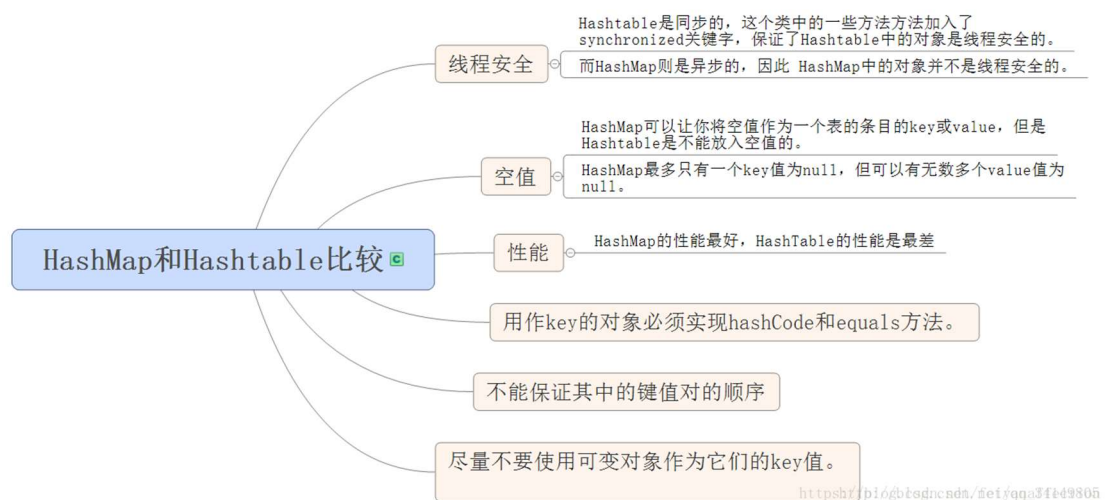 Hashtable是同步的，这个类中的一些方法方法加入了
synchronized关键字，保证了Hashtable中的对象是线程安全的。
线程安全
而HashMap则是异步的，因此 HashMap中的对象并不是线程安全的。
HashMap可以让你将空值作为一个表的条目的key或value，但是
Hashtable是不能放入空值的。
空值
HashMap最多只有一个key值为null，但可以有无数多个value值为
null。
HashMap和Hashtable比较
性能
HashMap的性能最好，HashTable的性能是最差
用作key的对象必须实现hashCode和equals方法。
不能保证其中的键值对的顺序
尽量不要使用可变对象作为它们的key值。